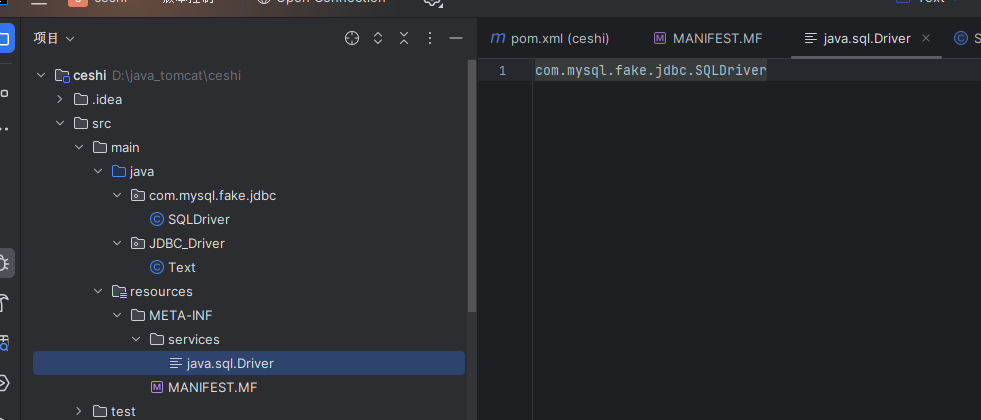 项目
ceshi D:\java_tomcat\ceshi
.idea
src
main
java
com.mysql.fake.jdbc
SQLDriver
JDBC_Driver
Text
resources
META-INF
services
java.sql.Driver
MANIFEST.MF
test
pom.xml (ceshi) MANIFEST.MF java.sql.Driver
1 com.mysql.fake.jdbc.SQLDriver